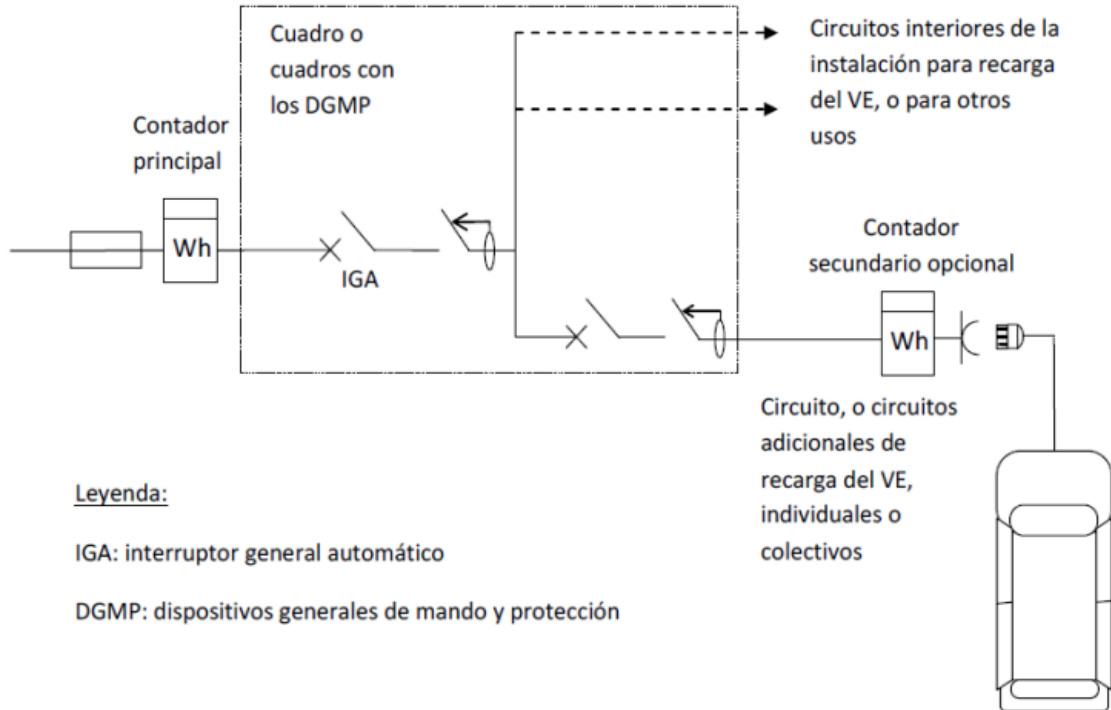 Cuadro o
cuadros con
los DGMP
Circuitos interiores de la
instalación para recarga
del VE, o para otros
usos
Contador
principal
Wh
IGA
Contador
secundario opcional
Wh
Circuito, o circuitos
adicionales de
recarga del VE,
individuales o
colectivos
Leyenda:
IGA: interruptor general automático
DGMP: dispositivos generales de mando y protección